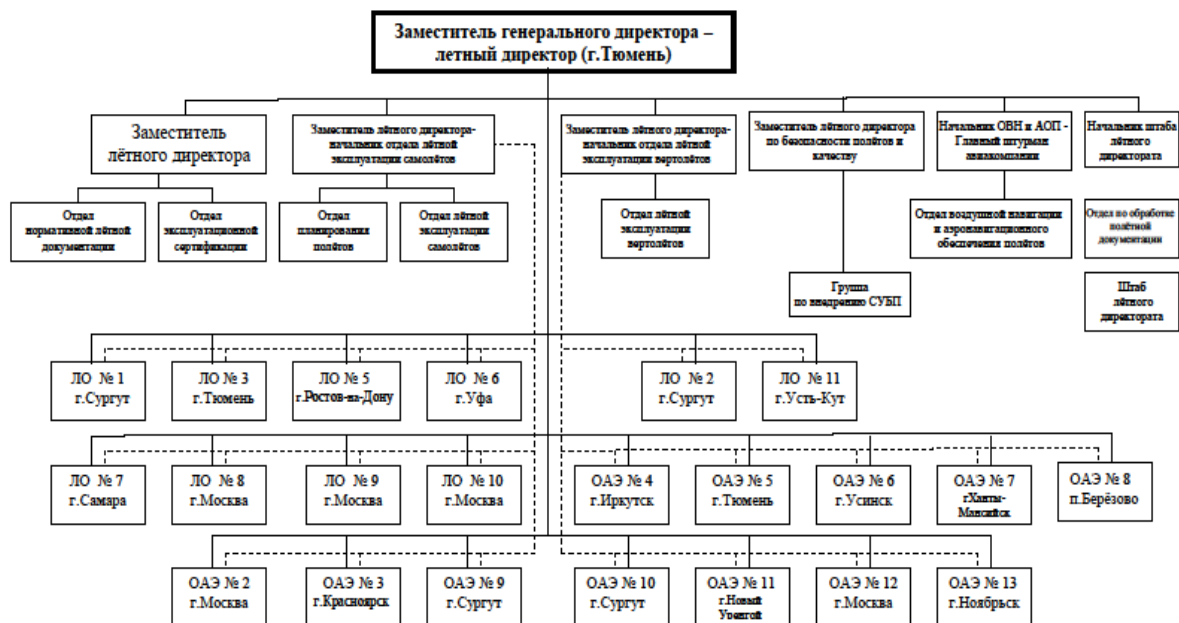 Заместитель генерального директора –
летный директор (г.Тюмень)
Заместитель
лётного директора
Заместитель лётного директора-
начальник отдела лётной
эксплуатации самолётов
Заместитель лётного директора-
начальник отдела лётной
эксплуатации вертолётов
Заместитель лётного директора
по безопасности полётов и
качеству
Начальник ОВН и АОП -
Главный штурман
авиакомпании
Начальник штаба
лётного
директората
Отдел
нормативной лётной
документации
Отдел
эксплуатационной
сертификации
Отдел
планирования
полётов
Отдел лётной
эксплуатации
самолётов
Отдел лётной
эксплуатации
вертолётов
Отдел воздушной навигации
и аэронавигационного
обеспечения полётов
Отдел по обработке
полётной
документации
Группа
по внедрению СУБП
Штаб
лётного
директората
ЛО № 1
г.Сургут
ЛО № 3
г.Тюмень
ЛО № 5
г.Ростов-на-Дону
ЛО № 6
г.Уфа
ЛО № 2
г.Сургут
ЛО № 11
г.Усть-Кут
ЛО № 7
г.Самара
ЛО № 8
г.Москва
ЛО № 9
г.Москва
ЛО № 10
г.Москва
ОАЭ № 4
г.Иркутск
ОАЭ № 5
г.Тюмень
ОАЭ № 6
г.Усинск
ОАЭ № 7
г.Ханты-
Мансийск
ОАЭ № 8
п.Берёзово
ОАЭ № 2
г.Москва
ОАЭ № 3
г.Красноярск
ОАЭ № 9
г.Сургут
ОАЭ № 10
г.Сургут
ОАЭ № 11
г.Новый
Уренгой
ОАЭ № 12
г.Москва
ОАЭ № 13
г.Ноябрьск